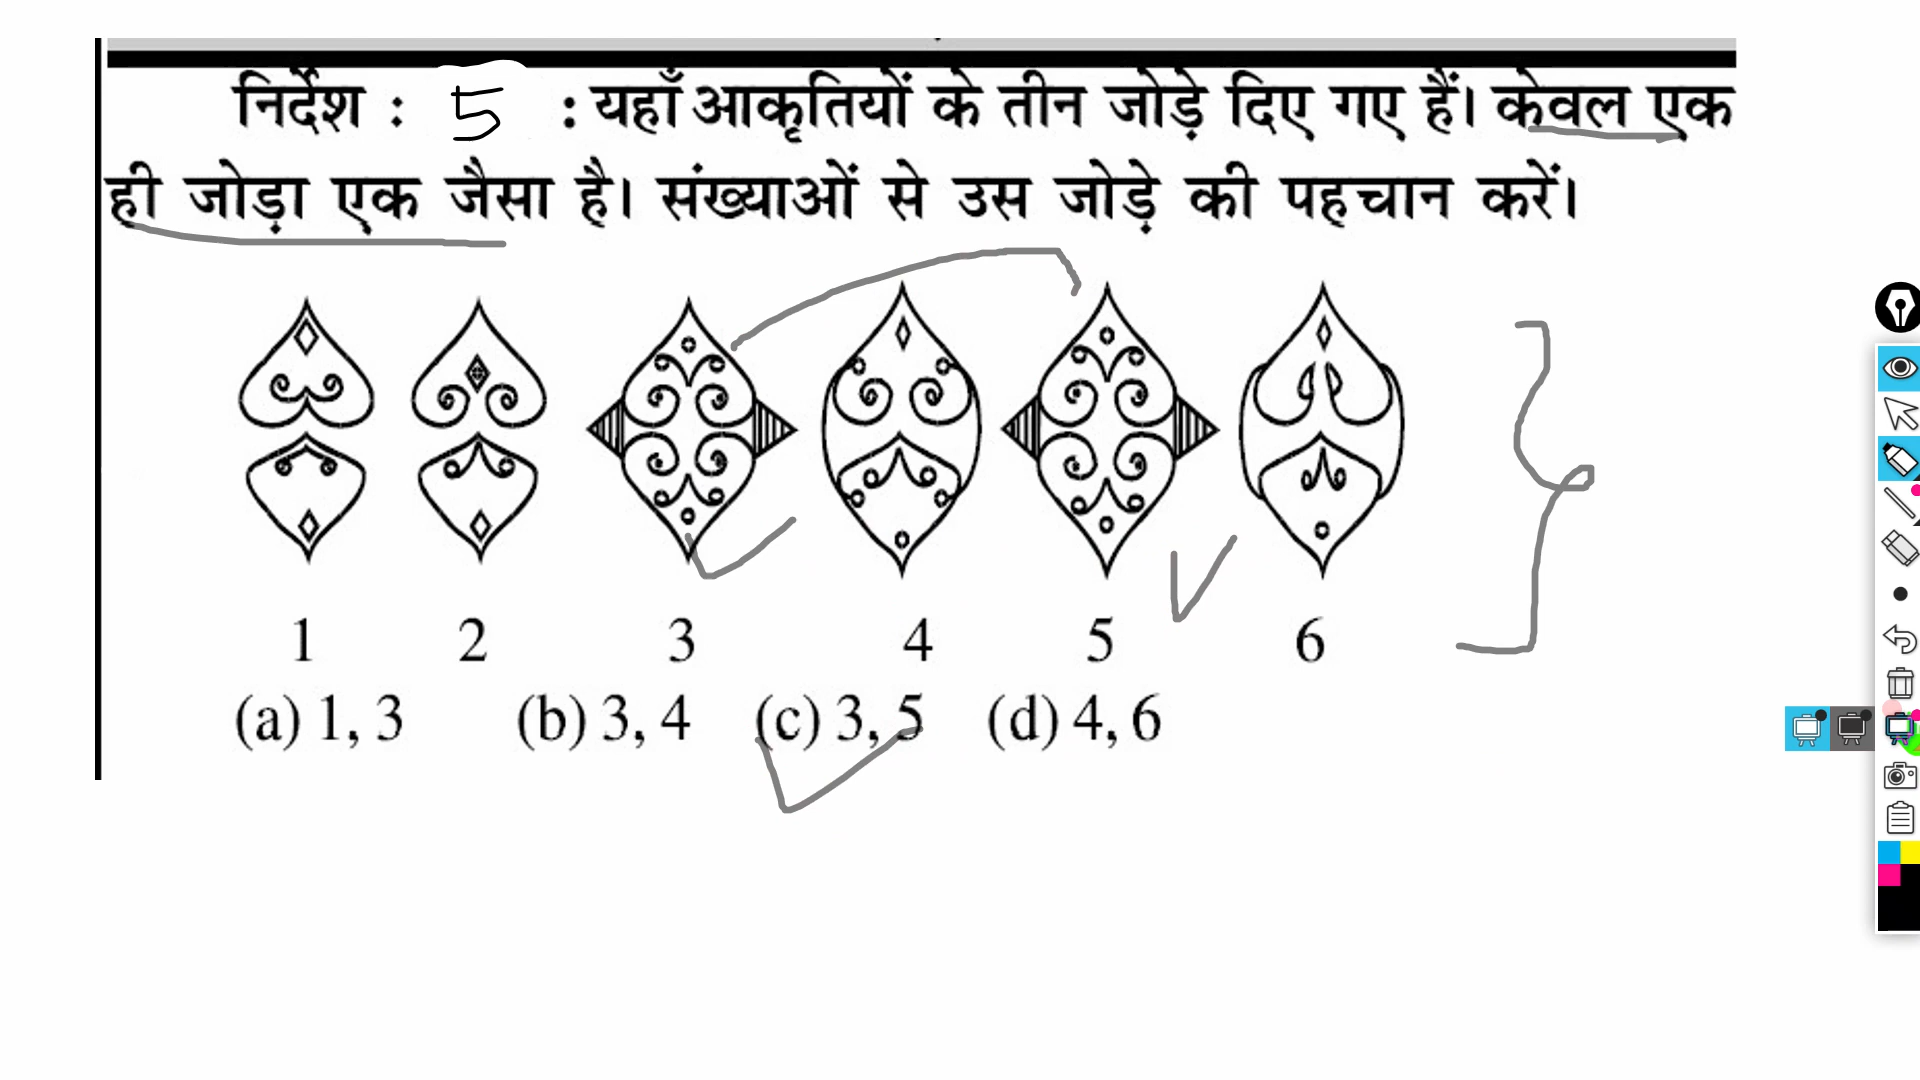 निर्देश : 5 : यहाँ आकृतियों के तीन जोड़े दिए गए हैं। केवल एक
ही जोड़ा एक जैसा है। संख्याओं से उस जोड़े की पहचान करें।
1 2 3 4 5 6
(a) 1, 3 (b) 3, 4 (c) 3, 5 (d) 4, 6